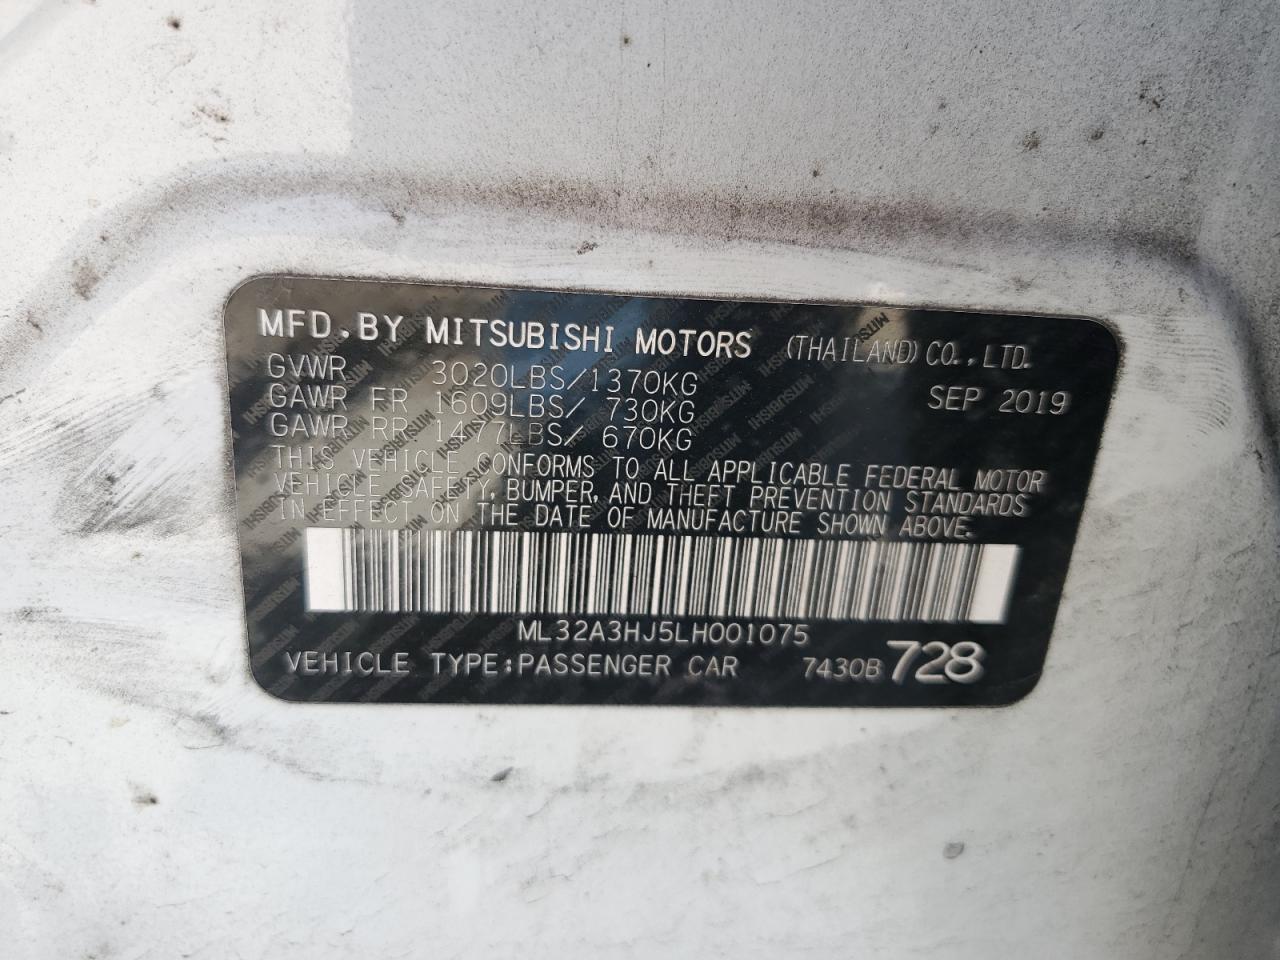 MFD.BY MITSUBISHI MOTORS (THAILAND) CO.,LTD.
GVWR 3020LBS/1370KG SEP 2019
GAWR FR 1609LBS/ 730KG
GAWR RR 1477LBS/ 670KG
THIS VEHICLE CONFORMS TO ALL APPLICABLE FEDERAL MOTOR
VEHICLE SAFETY, BUMPER, AND THEFT PREVENTION STANDARDS
IN EFFECT ON THE DATE OF MANUFACTURE SHOWN ABOVE.
ML32A3HJ5LH001075
VEHICLE TYPE:PASSENGER CAR 7430B 728